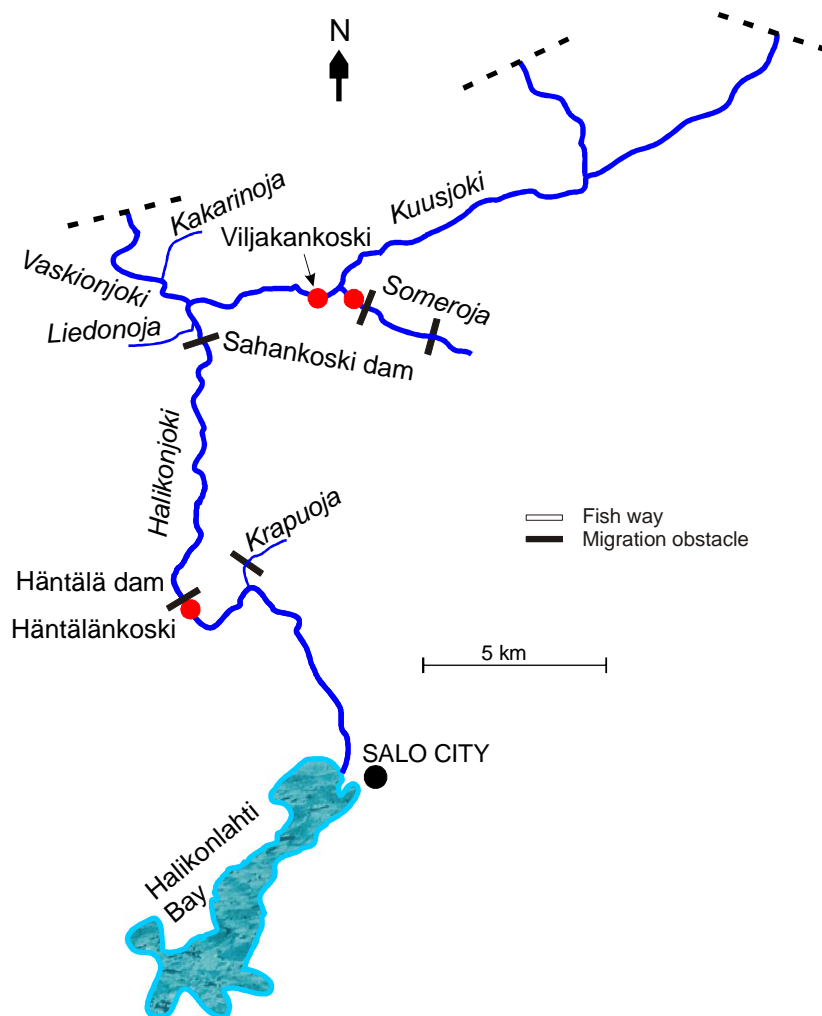 N
Kakarinoja
Kuusjoki
Viljakankoski
Vaskionjoki
Someroja
Liedonoja
Sahankoski dam
Halikonjoki
Krapuoja
Fish way
Migration obstacle
Häntälä dam
Häntälänkoski
5 km
SALO CITY
Halikonlahti
Bay